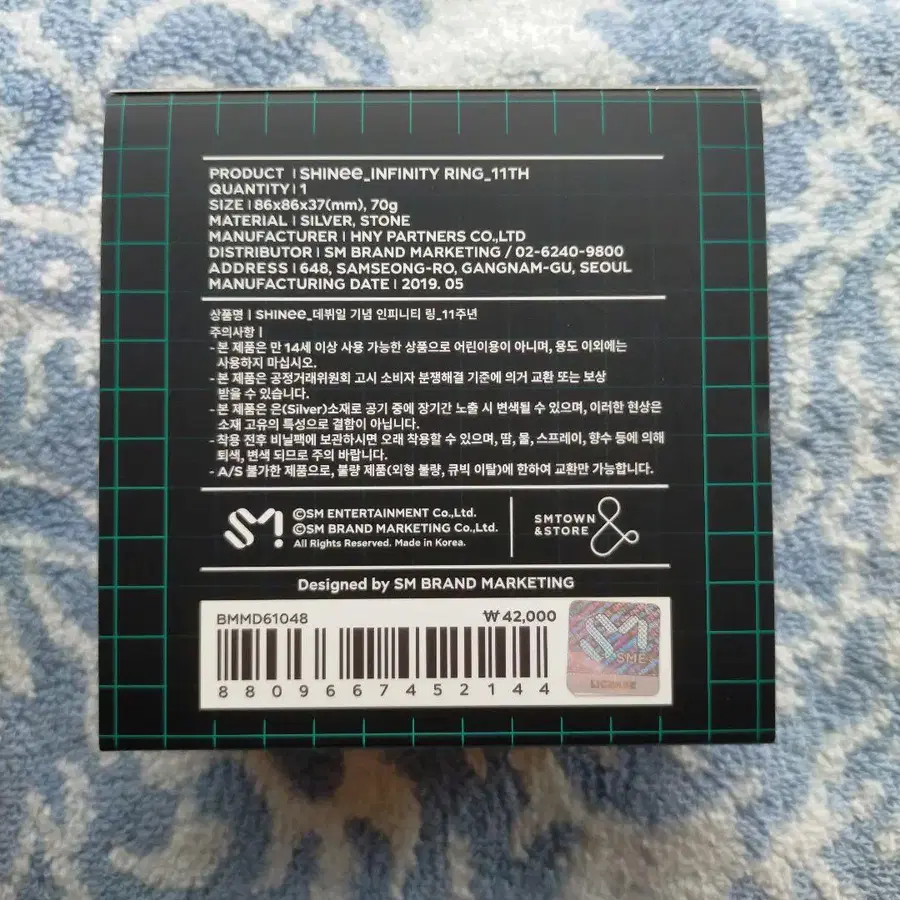 PRODUCT | SHINee_INFINITY RING_11TH
QUANTITY | 1
SIZE | 86x86x37(mm), 70g
MATERIAL | SILVER, STONE
MANUFACTURER | HNY PARTNERS CO.,LTD
DISTRIBUTOR | SM BRAND MARKETING / 02-6240-9800
ADDRESS | 648, SAMSEONG-RO, GANGNAM-GU, SEOUL
MANUFACTURING DATE | 2019. 05
상품명 | SHINee_데뷔일 기념 인피니티 링_11주년
주의사항 |
- 본 제품은 만 14세 이상 사용 가능한 상품으로 어린이용이 아니며, 용도 이외에는
사용하지 마십시오.
- 본 제품은 공정거래위원회 고시 소비자 분쟁해결 기준에 의거 교환 또는 보상
받을 수 있습니다.
- 본 제품은 은(Silver)소재로 공기 중에 장기간 노출 시 변색될 수 있으며, 이러한 현상은
소재 고유의 특성으로 결함이 아닙니다.
- 착용 전후 비닐팩에 보관하시면 오래 착용할 수 있으며, 땀, 물, 스프레이, 향수 등에 의해
퇴색, 변색 되므로 주의 바랍니다.
- A/S 불가한 제품으로, 불량 제품(외형 불량, 큐빅 이탈)에 한하여 교환만 가능합니다.
SM!
©SM ENTERTAINMENT Co.,Ltd.
©SM BRAND MARKETING Co.,Ltd.
All Rights Reserved. Made in Korea.
SMTOWN
&STORE
&
Designed by SM BRAND MARKETING
BMMD61048 ₩42,000
8809667452144
SM
SME
LICENSE